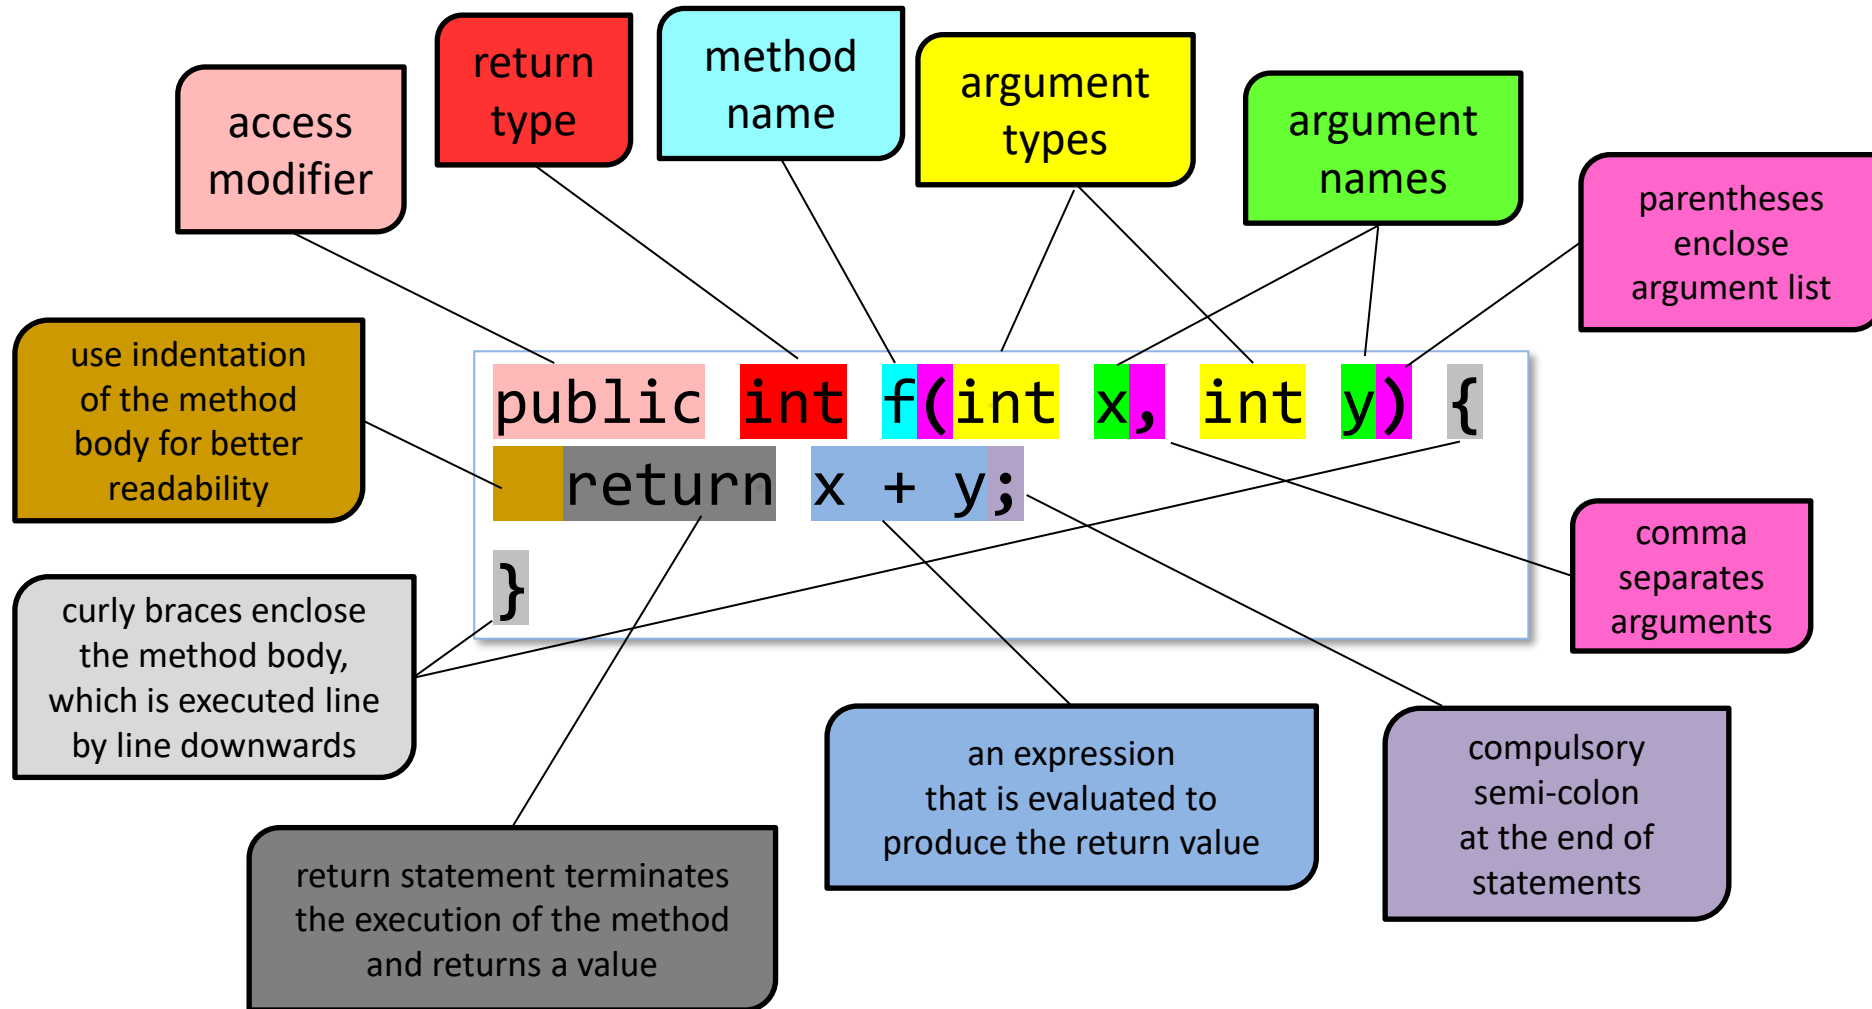 access
modifier
return
type
method
name
argument
types
argument
names
parentheses
enclose
argument list
use indentation
of the method
body for better
readability
public int f(int x, int y) {
return x + y;
}
comma
separates
arguments
curly braces enclose
the method body,
which is executed line
by line downwards
return statement terminates
the execution of the method
and returns a value
an expression
that is evaluated to
produce the return value
compulsory
semi-colon
at the end of
statements